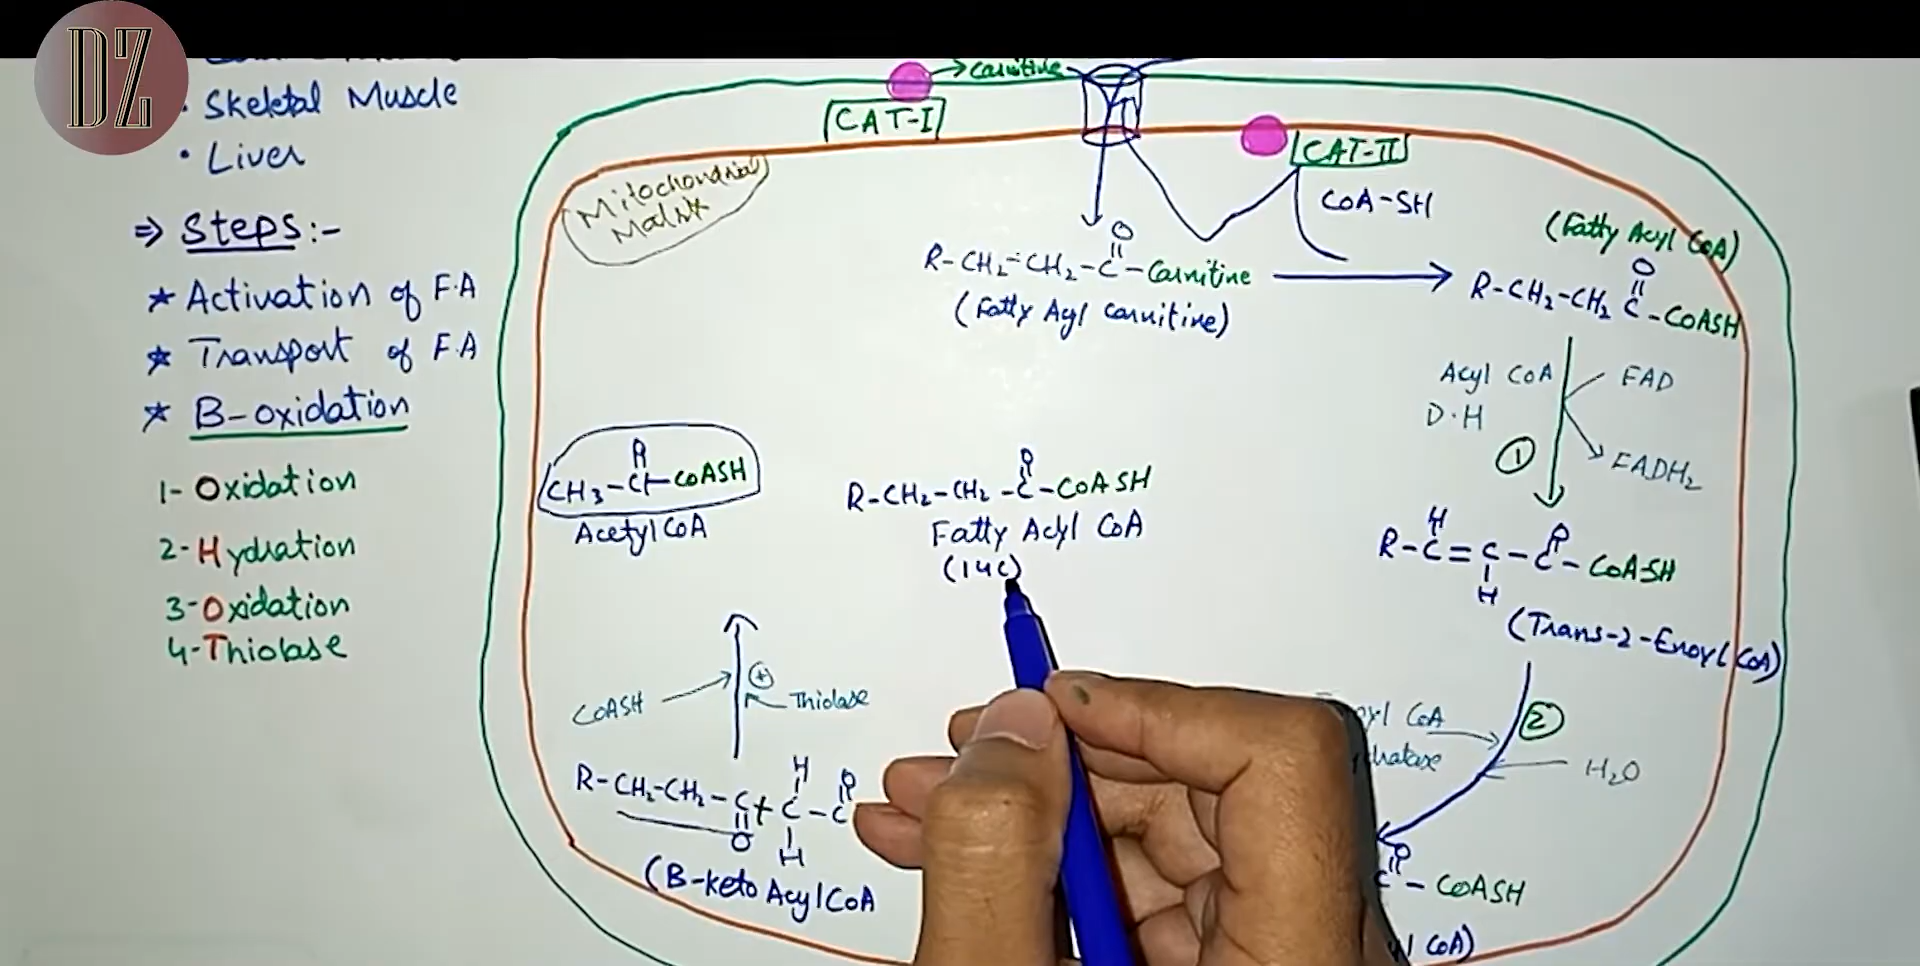 DZ
• Skeletal Muscle
• Liver
⇒ Steps:-
* Activation of F.A
* Transport of F.A
* B-oxidation
1- Oxidation
2- Hydration
3- Oxidation
4- Thiolase
Carnitine
CAT-I
CAT-II
Mitochondrial
Matrix
CoA-SH
O
R-CH₂-CH₂-C-Carnitine
(Fatty Acyl Carnitine)
(Fatty Acyl CoA)
O
R-CH₂-CH₂ C-COASH
Acyl CoA
D.H
FAD
FADH₂
1
H O
R-C=C-C-COASH
H
(Trans-2-Enoyl CoA)
CoA
2
H₂O
O
C-COASH
CoA)
O
R-CH₂-CH₂-C-COASH
Fatty Acyl CoA
(14C)
CH₃-C-COASH
Acetyl CoA
COASH
+
Thiolase
H O
R-CH₂-CH₂-C+C-C
O H
(B-keto Acyl CoA